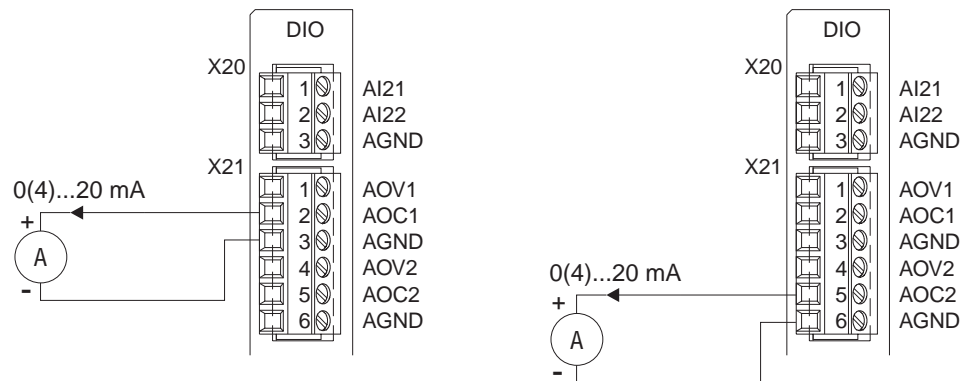 DIO
X20
1 AI21
2 AI22
3 AGND
X21
0(4)...20 mA
1 AOV1
2 AOC1
+
3 AGND
A
4 AOV2
-
5 AOC2
6 AGND
DIO
X20
1 AI21
2 AI22
3 AGND
X21
1 AOV1
2 AOC1
3 AGND
4 AOV2
0(4)...20 mA
5 AOC2
+
6 AGND
A
-